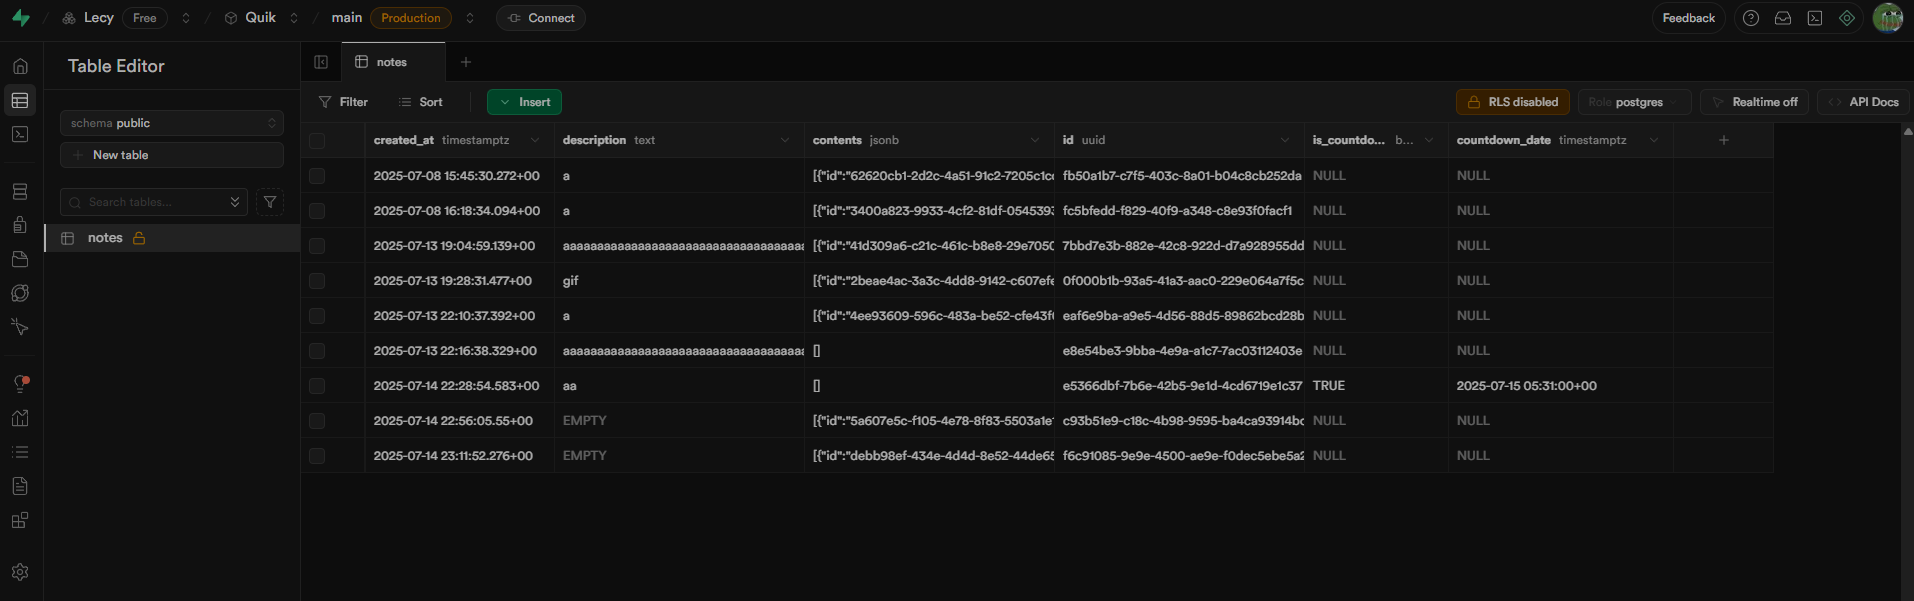 Lecy Free Quik main Production Connect Feedback
Table Editor
notes
schema public
New table
Search tables...
notes
Filter Sort Insert RLS disabled Role postgres Realtime off API Docs
created_at timestamptz description text contents jsonb id uuid is_countdo... b... countdown_date timestamptz
2025-07-08 15:45:30.272+00 a [{"id":"62620cb1-2d2c-4a51-91c2-7205c1c fb50a1b7-c7f5-403c-8a01-b04c8cb252da NULL NULL
2025-07-08 16:18:34.094+00 a [{"id":"3400a823-9933-4cf2-81df-0545393 fc5bfedd-f829-40f9-a348-c8e93f0facf1 NULL NULL
2025-07-13 19:04:59.139+00 aaaaaaaaaaaaaaaaaaaaaaaaaaaaaaaaaaa [{"id":"41d309a6-c21c-461c-b8e8-29e7050 7bbd7e3b-882e-42c8-922d-d7a928955dd NULL NULL
2025-07-13 19:28:31.477+00 gif [{"id":"2beae4ac-3a3c-4dd8-9142-c607efe 0f000b1b-93a5-41a3-aac0-229e064a7f5c NULL NULL
2025-07-13 22:10:37.392+00 a [{"id":"4ee93609-596c-483a-be52-cfe43f eaf6e9ba-a9e5-4d56-88d5-89862bcd28b NULL NULL
2025-07-13 22:16:38.329+00 aaaaaaaaaaaaaaaaaaaaaaaaaaaaaaaaaaa [] e8e54be3-9bba-4e9a-a1c7-7ac03112403e NULL NULL
2025-07-14 22:28:54.583+00 aa [] e5366dbf-7b6e-42b5-9e1d-4cd6719e1c37 TRUE 2025-07-15 05:31:00+00
2025-07-14 22:56:05.55+00 EMPTY [{"id":"5a607e5c-f105-4e78-8f83-5503a1e c93b51e9-c18c-4b98-9595-ba4ca93914bc NULL NULL
2025-07-14 23:11:52.276+00 EMPTY [{"id":"debb98ef-434e-4d4d-8e52-44de65 f6c91085-9e9e-4500-ae9e-f0dec5ebe5a2 NULL NULL